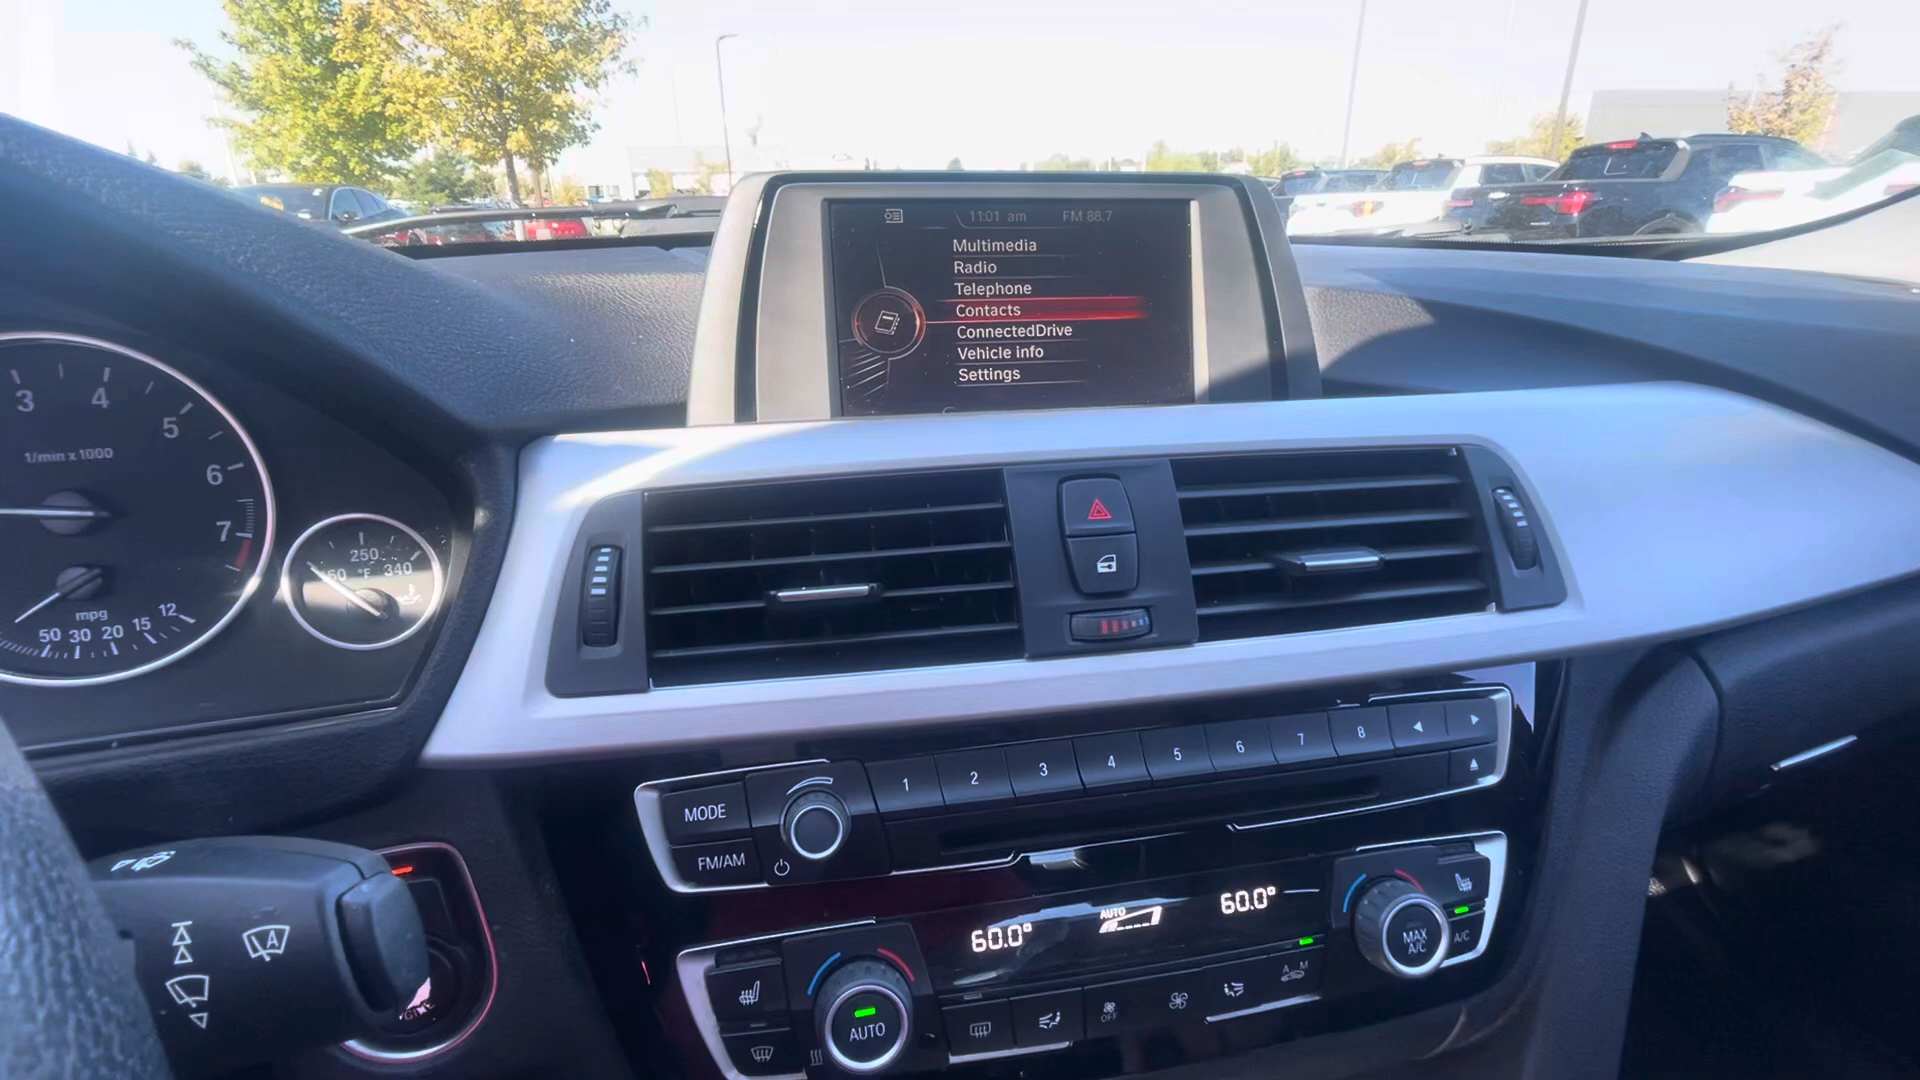 11:01 am
FM 88.7
Multimedia
Radio
Telephone
Contacts
ConnectedDrive
Vehicle info
Settings
3
4
5
6
7
1/min x 1000
mpg
50 30 20 15 12
250
°F 340
MODE
1 2 3 4 5 6 7 8
FM/AM
60.0°
AUTO
60.0°
MAX
A/C
A/C
AUTO
OFF
A M
A